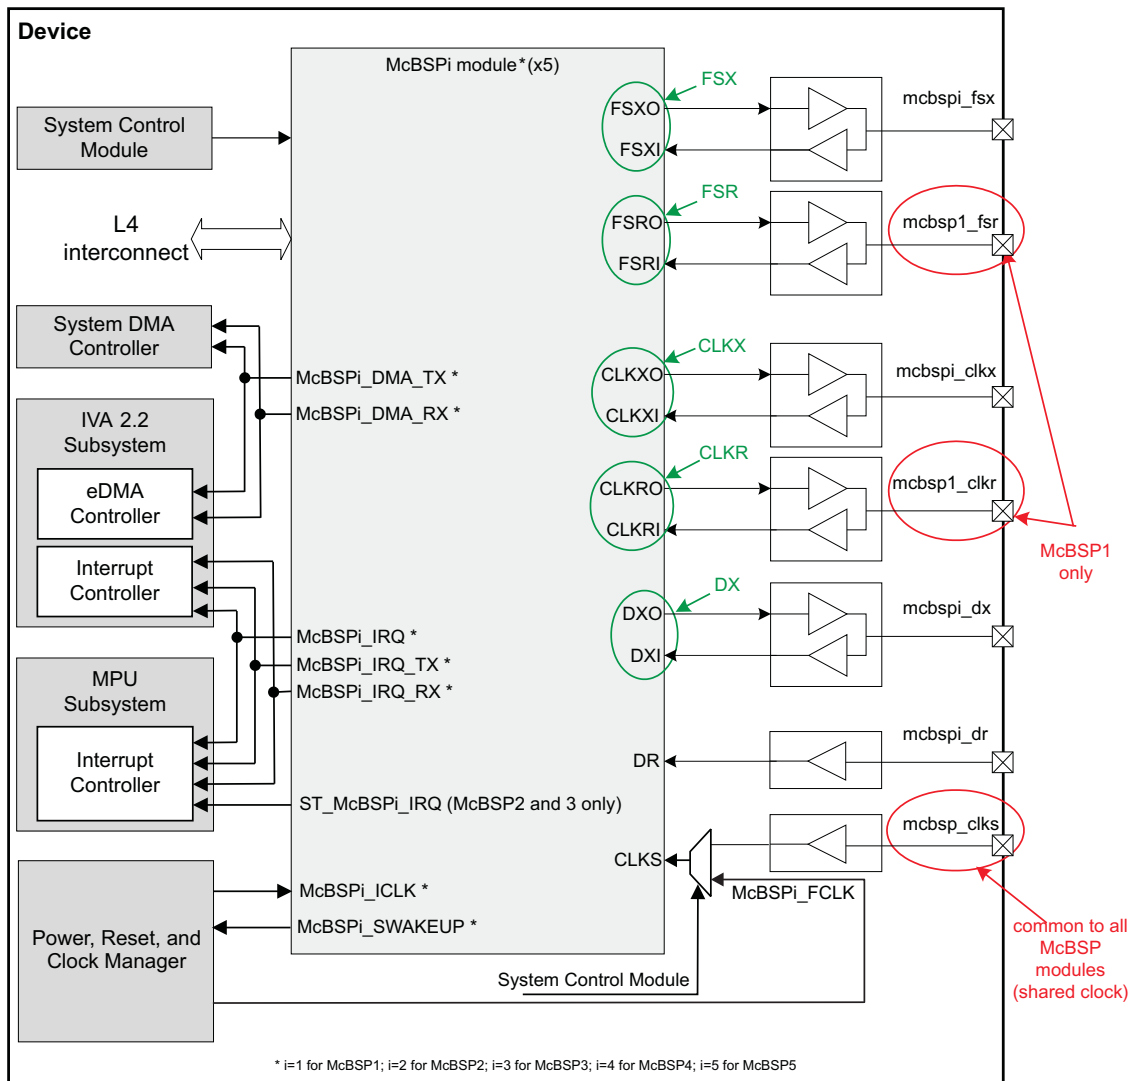 Device
McBSPi module*(x5)
System Control
Module
L4
interconnect
System DMA
Controller
IVA 2.2
Subsystem
eDMA
Controller
Interrupt
Controller
MPU
Subsystem
Interrupt
Controller
Power, Reset, and
Clock Manager
McBSPi_DMA_TX *
McBSPi_DMA_RX *
McBSPi_IRQ *
McBSPi_IRQ_TX *
McBSPi_IRQ_RX *
ST_McBSPi_IRQ (McBSP2 and 3 only)
McBSPi_ICLK *
McBSPi_SWAKEUP *
FSX
FSXO
FSXI
FSR
FSRO
FSRI
CLKX
CLKXO
CLKXI
CLKR
CLKRO
CLKRI
DX
DXO
DXI
DR
CLKS
McBSPi_FCLK
System Control Module
mcbspi_fsx
mcbsp1_fsr
mcbspi_clkx
mcbsp1_clkr
McBSP1
only
mcbspi_dx
mcbspi_dr
mcbsp_clks
common to all
McBSP
modules
(shared clock)
* i=1 for McBSP1; i=2 for McBSP2; i=3 for McBSP3; i=4 for McBSP4; i=5 for McBSP5